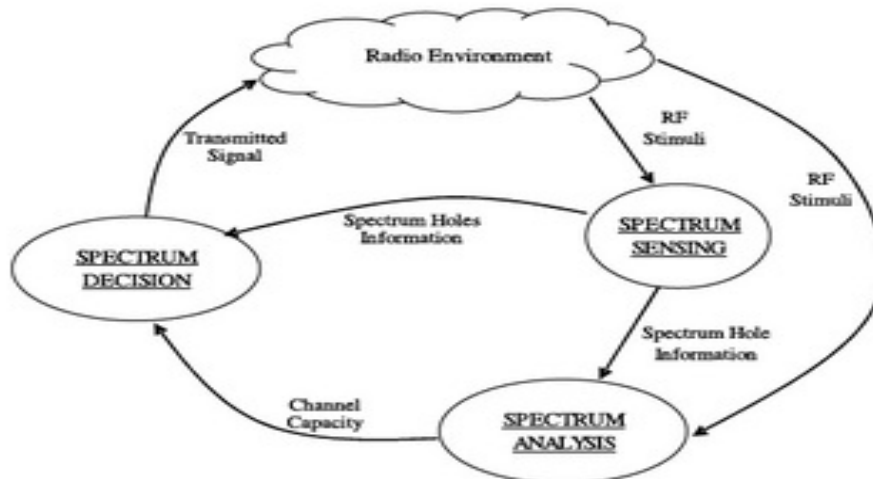 Radio Environment
RF
Stimuli
Transmitted
Signal
RF
Stimuli
Spectrum Holes
Information
SPECTRUM
SENSING
SPECTRUM
DECISION
Spectrum Hole
Information
Channel
Capacity
SPECTRUM
ANALYSIS